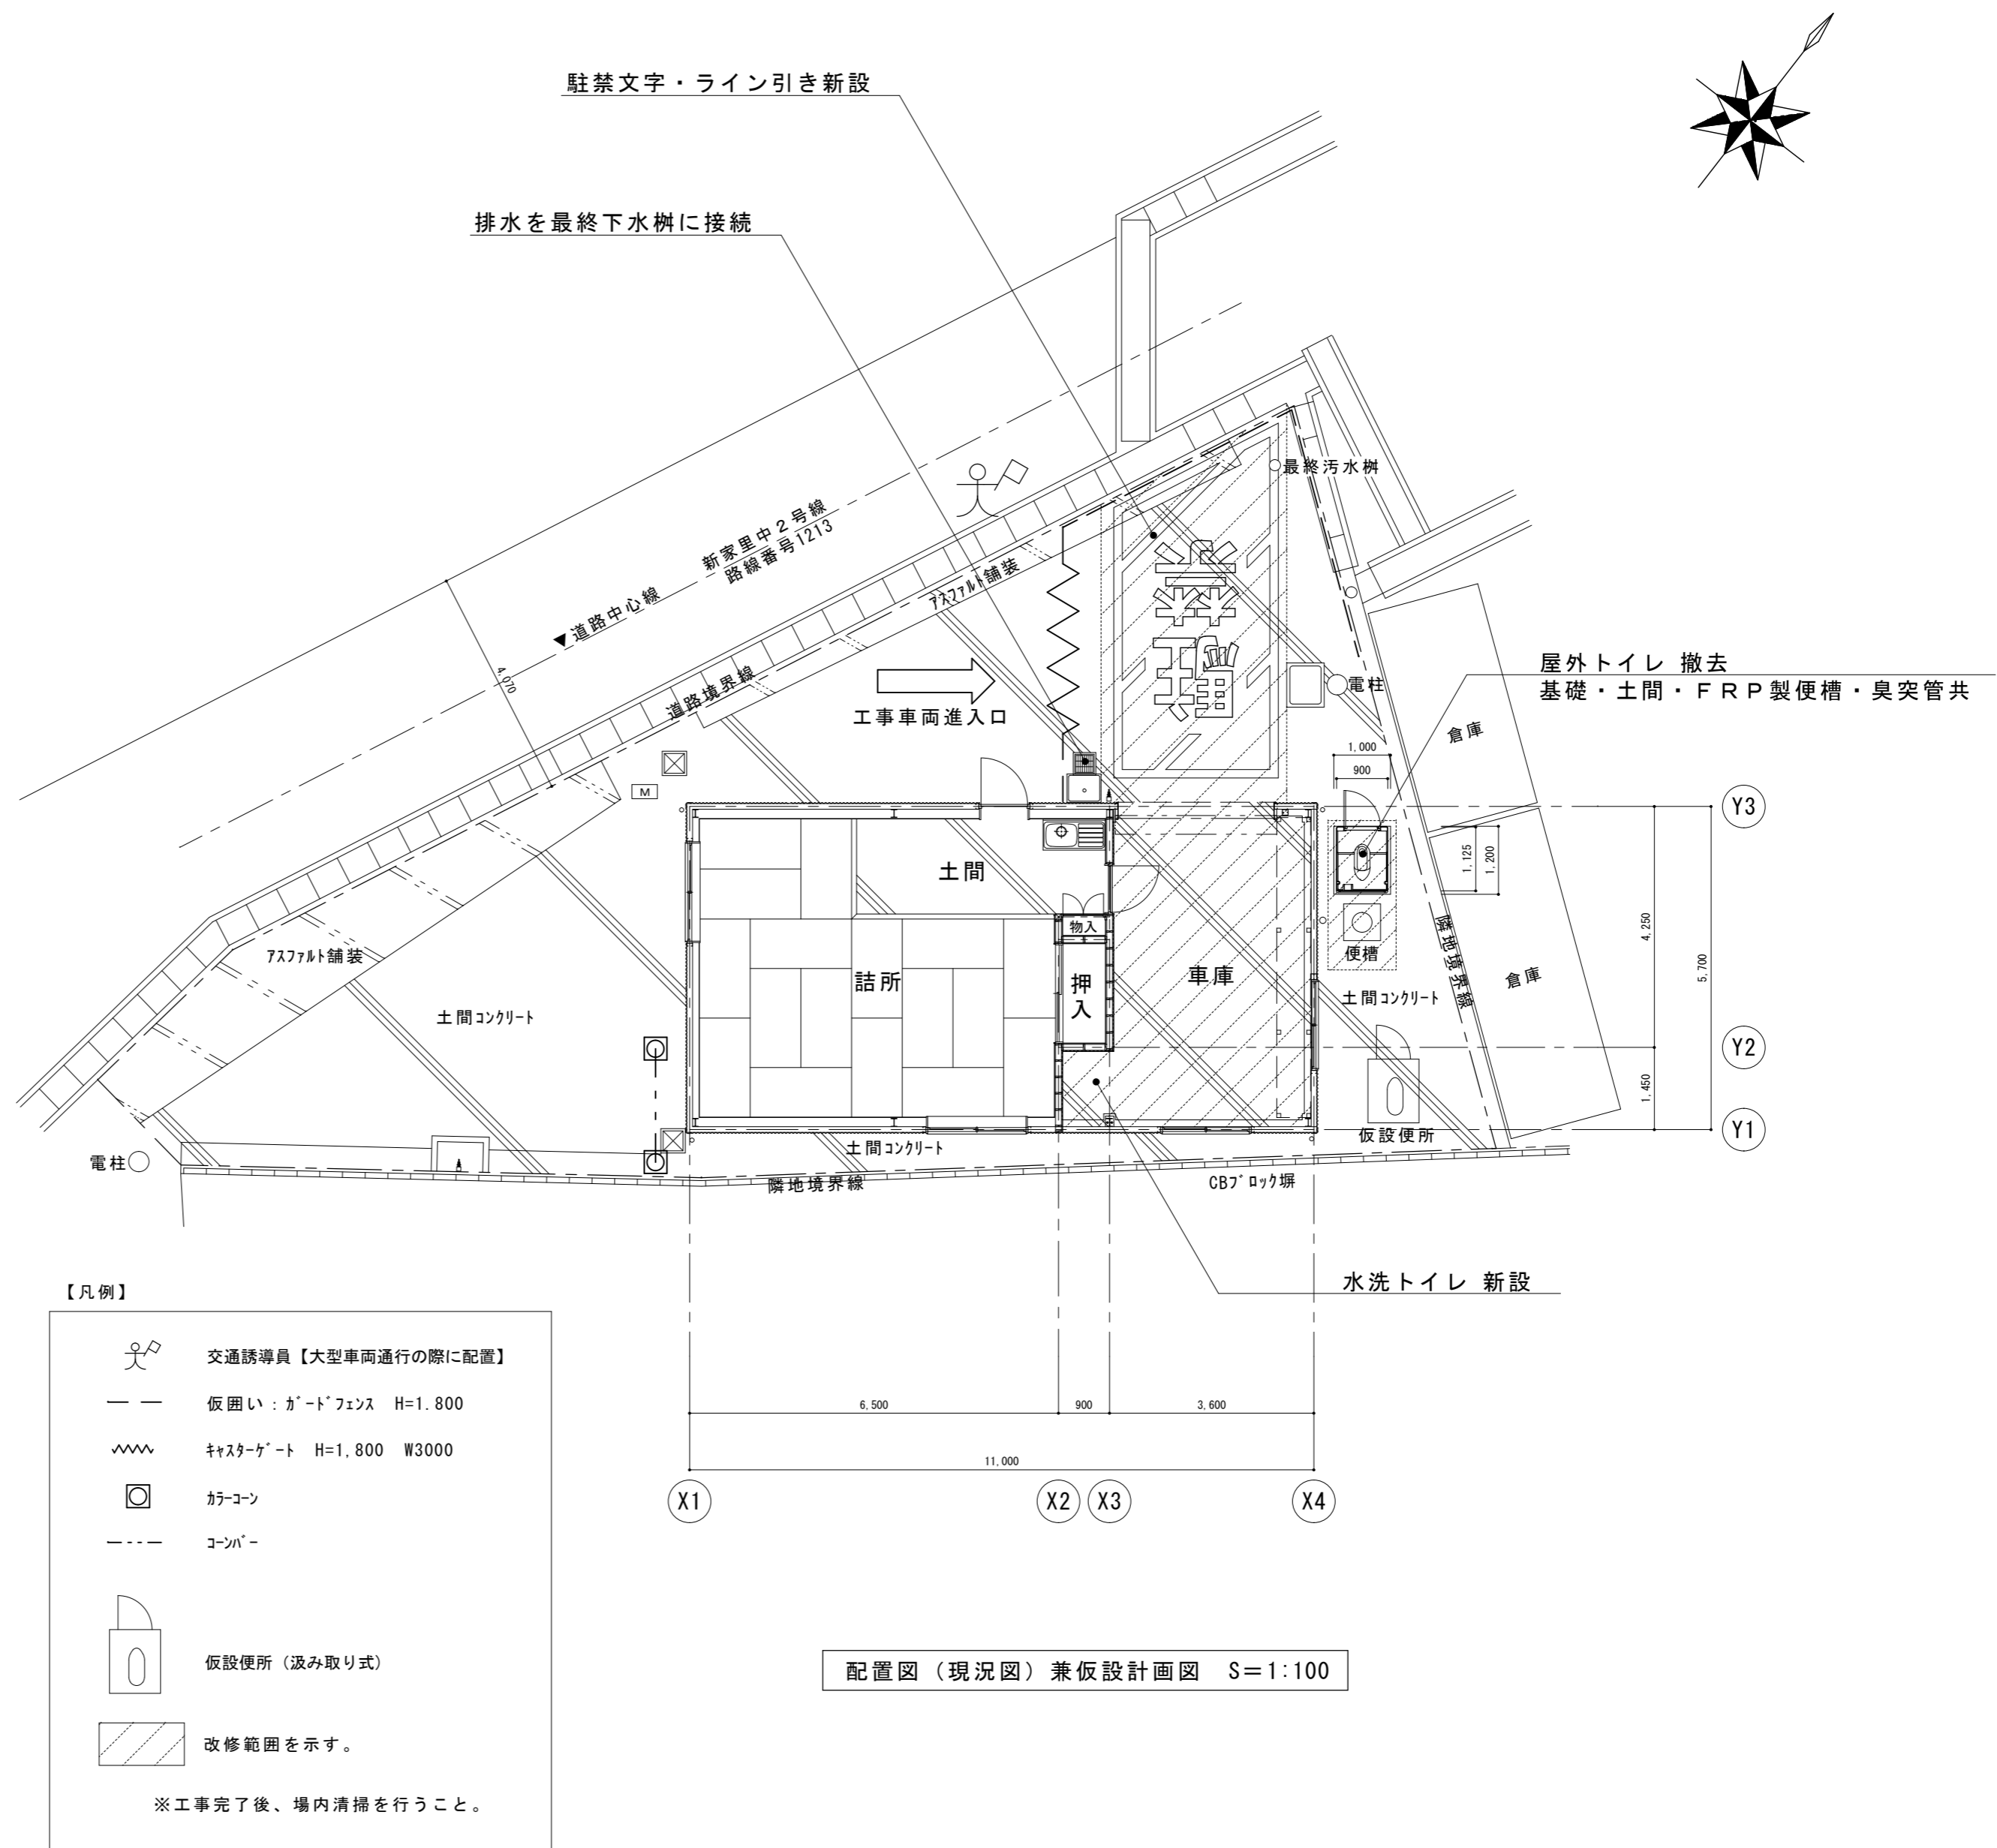 駐禁文字・ライン引き新設
排水を最終下水桝に接続
最終汚水桝
新家里中２号線
路線番号1213
▼道路中心線
アスファルト舗装
道路境界線
4,070
工事車両進入口
電柱
屋外トイレ 撤去
基礎・土間・ＦＲＰ製便槽・臭突管共
倉庫
1,000
900
M
Y3
1,125
1,200
土間
物入
詰所
押入
車庫
便槽
隣地境界線
倉庫
4,250
5,700
アスファルト舗装
土間コンクリート
土間コンクリート
Y2
1,450
仮設便所
Y1
電柱
土間コンクリート
隣地境界線
CBブロック塀
水洗トイレ 新設
6,500
900
3,600
11,000
X1
X2
X3
X4
【凡例】
交通誘導員【大型車両通行の際に配置】
仮囲い：ガードフェンス H=1.800
キャスターゲート H=1,800 W3000
カラーコーン
コーンバー
仮設便所（汲み取り式）
改修範囲を示す。
※工事完了後、場内清掃を行うこと。
配置図（現況図）兼仮設計画図 S＝1:100